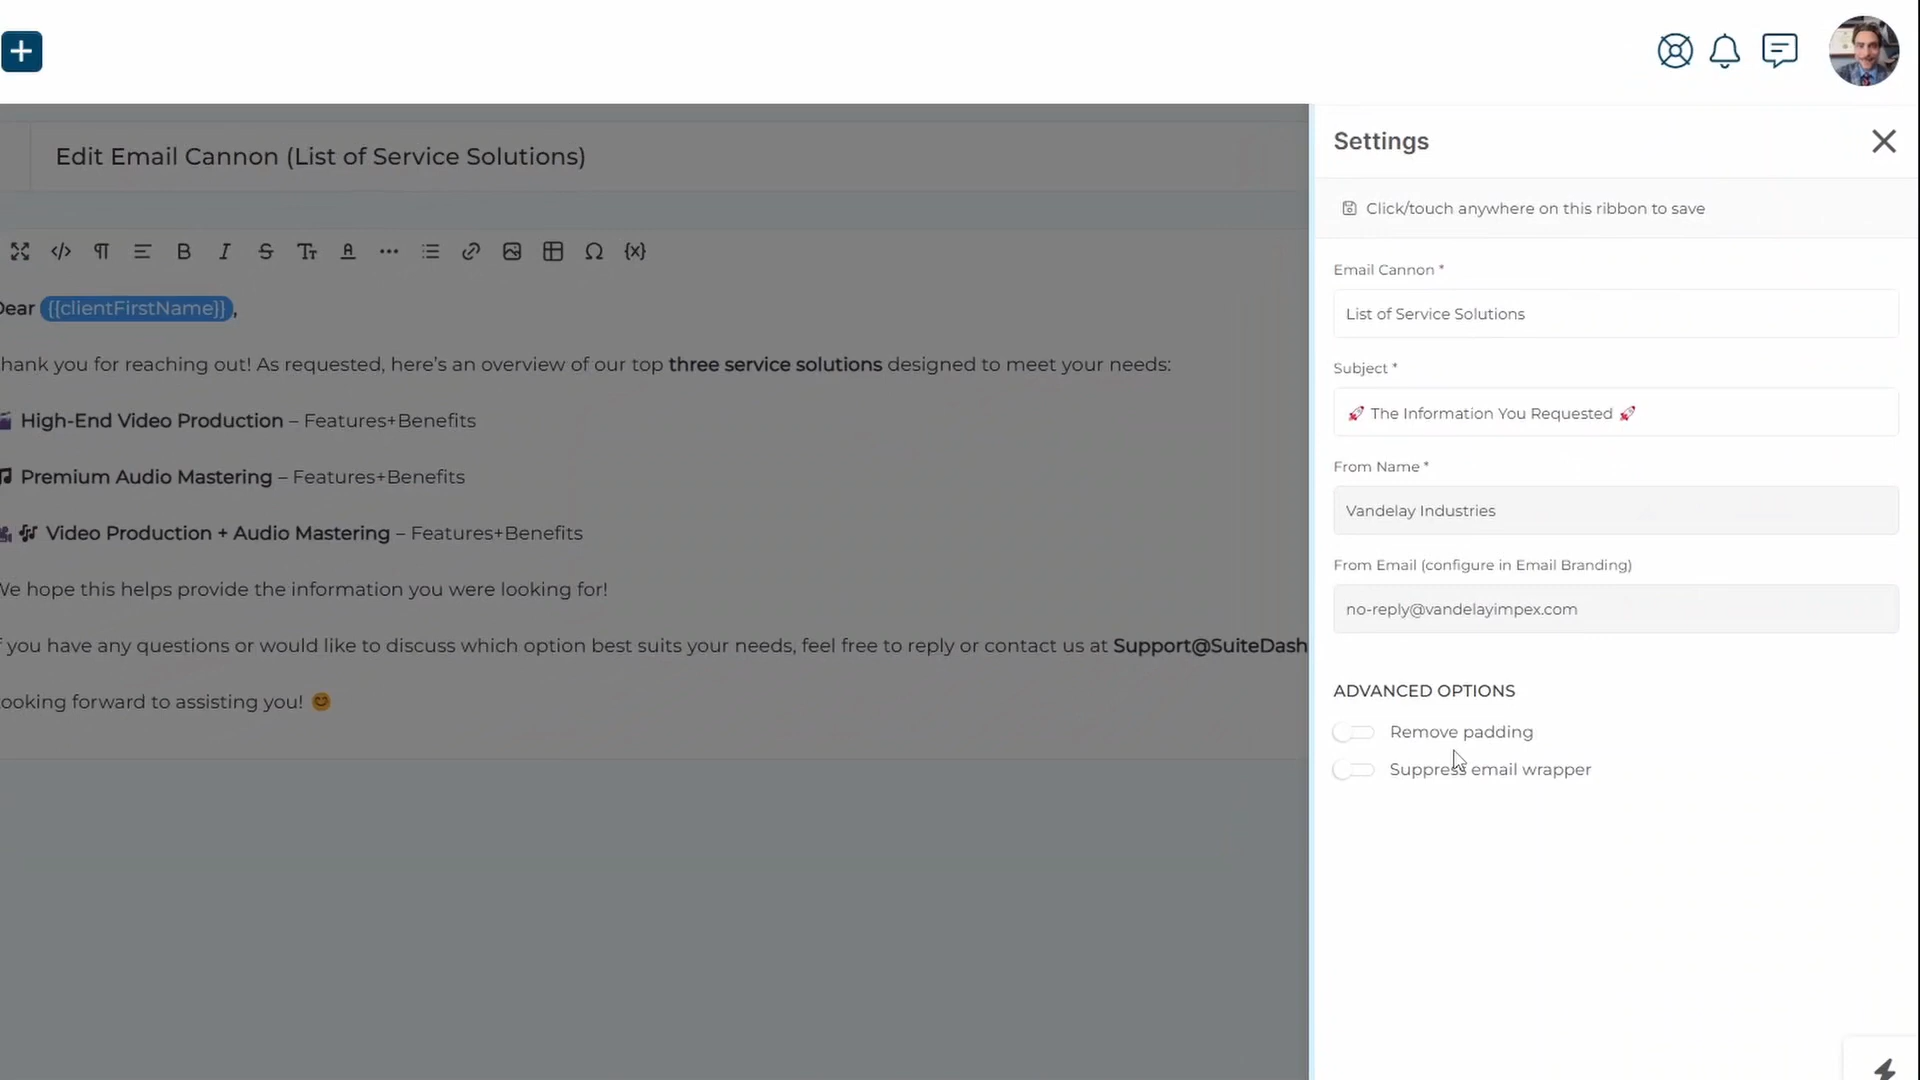 Edit Email Cannon (List of Service Solutions)
Dear {{clientFirstName}},
hank you for reaching out! As requested, here's an overview of our top three service solutions designed to meet your needs:
High-End Video Production – Features+Benefits
Premium Audio Mastering – Features+Benefits
Video Production + Audio Mastering – Features+Benefits
We hope this helps provide the information you were looking for!
f you have any questions or would like to discuss which option best suits your needs, feel free to reply or contact us at Support@SuiteDash
ooking forward to assisting you! 😊
Settings
Click/touch anywhere on this ribbon to save
Email Cannon *
List of Service Solutions
Subject *
🚀 The Information You Requested 🚀
From Name *
Vandelay Industries
From Email (configure in Email Branding)
no-reply@vandelayimpex.com
ADVANCED OPTIONS
Remove padding
Suppress email wrapper